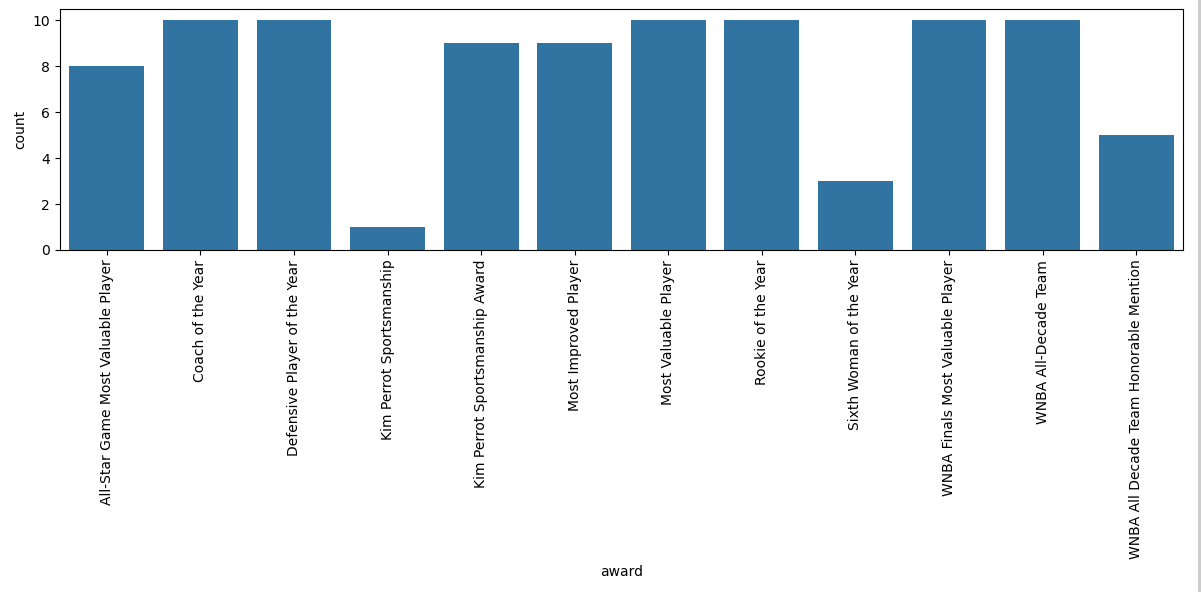 10
8
6
4
2
0
count
All-Star Game Most Valuable Player
Coach of the Year
Defensive Player of the Year
Kim Perrot Sportsmanship
Kim Perrot Sportsmanship Award
Most Improved Player
Most Valuable Player
Rookie of the Year
Sixth Woman of the Year
WNBA Finals Most Valuable Player
WNBA All-Decade Team
WNBA All Decade Team Honorable Mention
award